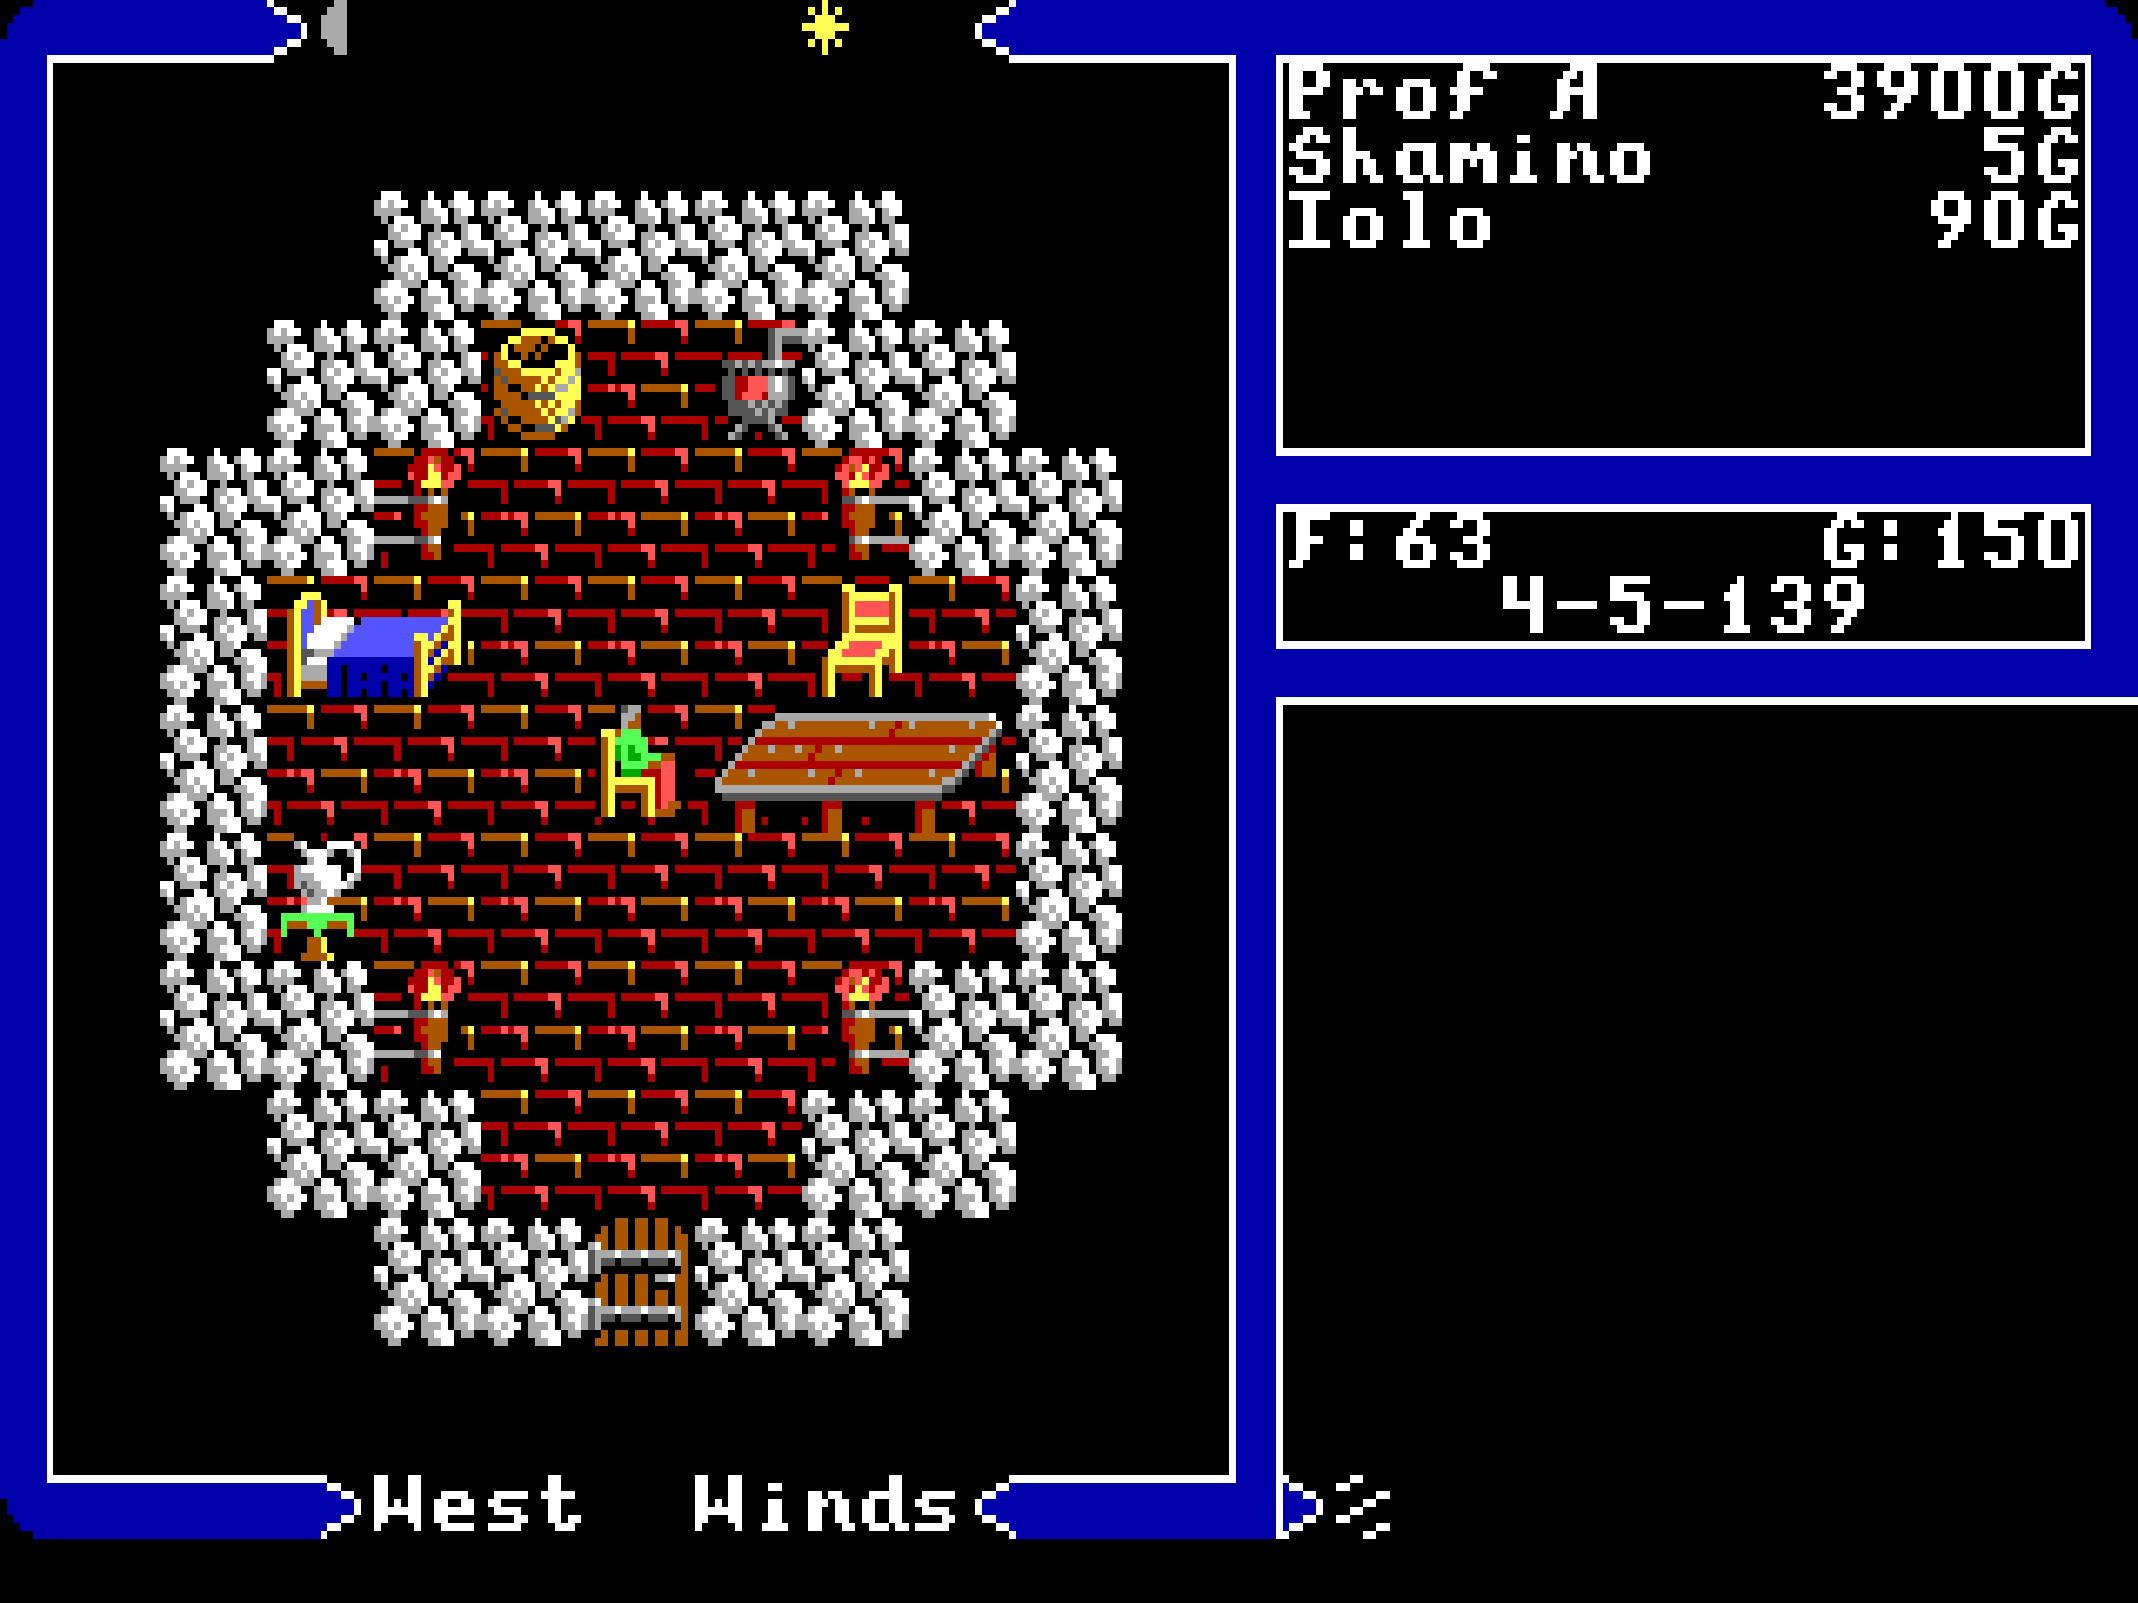 Prof A 3900G
Shamino 5G
Iolo 90G
F:63 G:150
4-5-139
West Winds